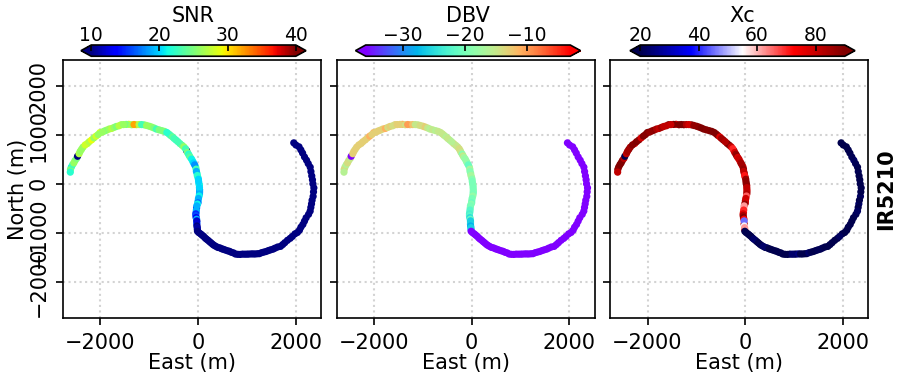 SNR DBV Xc
10 20 30 40 −30 −20 −10 20 40 60 80
North (m)
2000
1000
0
−1000
−2000
IR5210
−2000 0 2000 −2000 0 2000 −2000 0 2000
East (m) East (m) East (m)